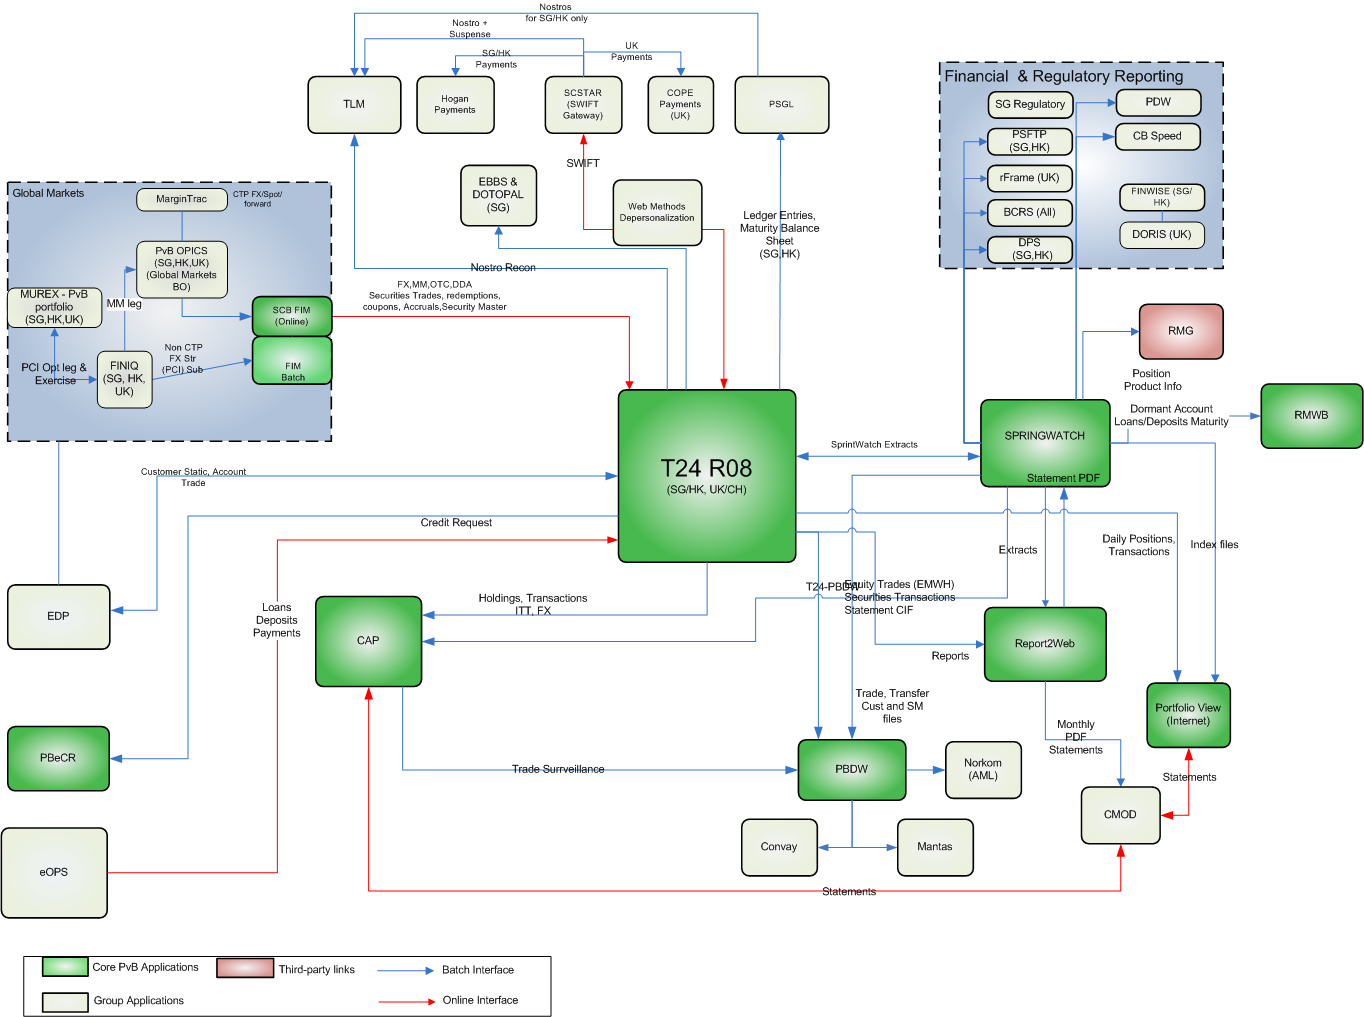 Nostros
for SG/HK only
Nostro +
Suspense
SG/HK
Payments
UK
Payments
TLM
Hogan
Payments
SCSTAR
(SWIFT
Gateway)
COPE
Payments
(UK)
PSGL
Financial & Regulatory Reporting
SG Regulatory
PDW
PSFTP
(SG,HK)
CB Speed
rFrame (UK)
FINWISE (SG/
HK)
BCRS (All)
DORIS (UK)
DPS
(SG,HK)
SWIFT
EBBS &
DOTOPAL
(SG)
Web Methods
Depersonalization
Ledger Entries,
Maturity Balance
Sheet
(SG,HK)
Nostro Recon
Global Markets
MarginTrac
CTP FX/Spot/
forward
PvB OPICS
(SG,HK,UK)
(Global Markets
BO)
MUREX - PvB
portfolio
(SG,HK,UK)
MM leg
SCB FIM
(Online)
FIM
Batch
Non CTP
FX Str
(PCI) Sub
PCI Opt leg &
Exercise
FINIQ
(SG, HK,
UK)
FX,MM,OTC,DDA
Securities Trades, redemptions,
coupons, Accruals,Security Master
RMG
Position
Product Info
Dormant Account
Loans/Deposits Maturity
RMWB
T24 R08
(SG/HK, UK/CH)
SprintWatch Extracts
SPRINGWATCH
Statement PDF
Customer Static, Account
Trade
Credit Request
Extracts
Daily Positions,
Transactions
Index files
T24-PBDW
Equity Trades (EMWH)
Securities Transactions
Statement CIF
Holdings, Transactions
ITT, FX
Loans
Deposits
Payments
EDP
CAP
Report2Web
Reports
Trade, Transfer
Cust and SM
files
Portfolio View
(Internet)
Monthly
PDF
Statements
PBeCR
Trade Surrveillance
PBDW
Norkom
(AML)
Statements
CMOD
Convay
Mantas
eOPS
Statements
Core PvB Applications
Third-party links
Batch Interface
Group Applications
Online Interface